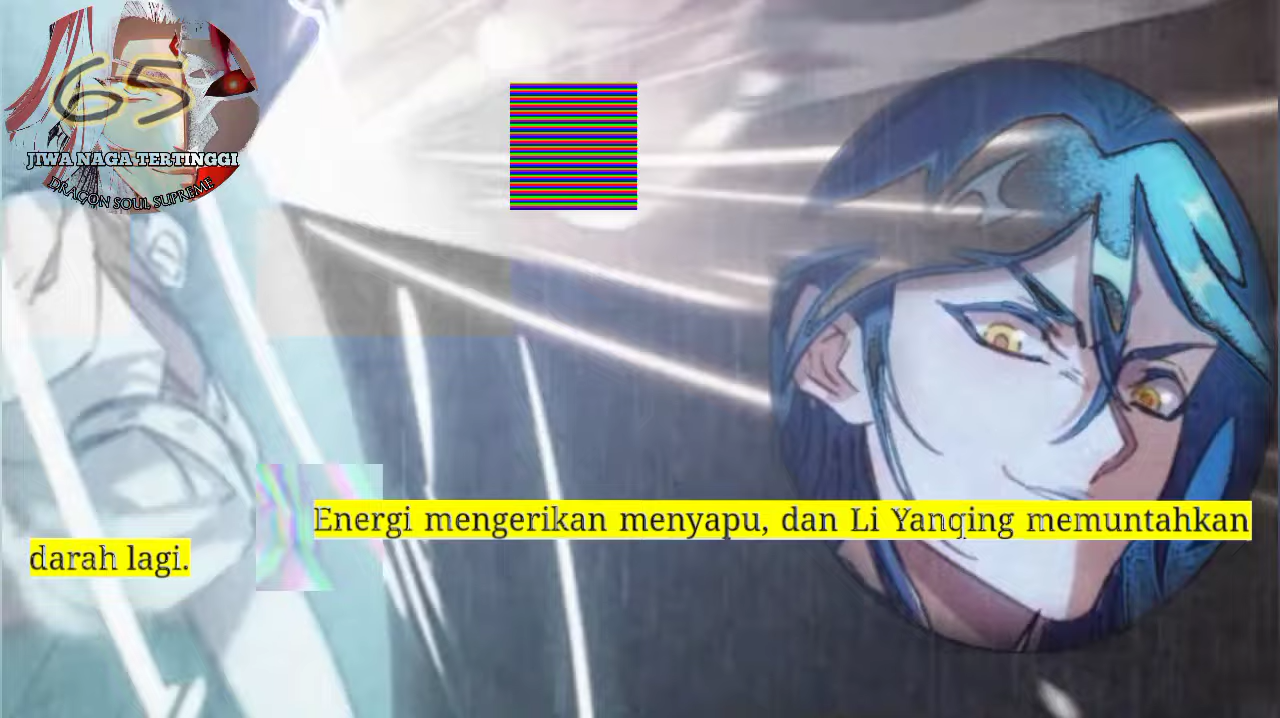 65
JIWA NAGA TERTINGGI
DRAGON SOUL SUPREME
Energi mengerikan menyapu, dan Li Yanqing memuntahkan
darah lagi.